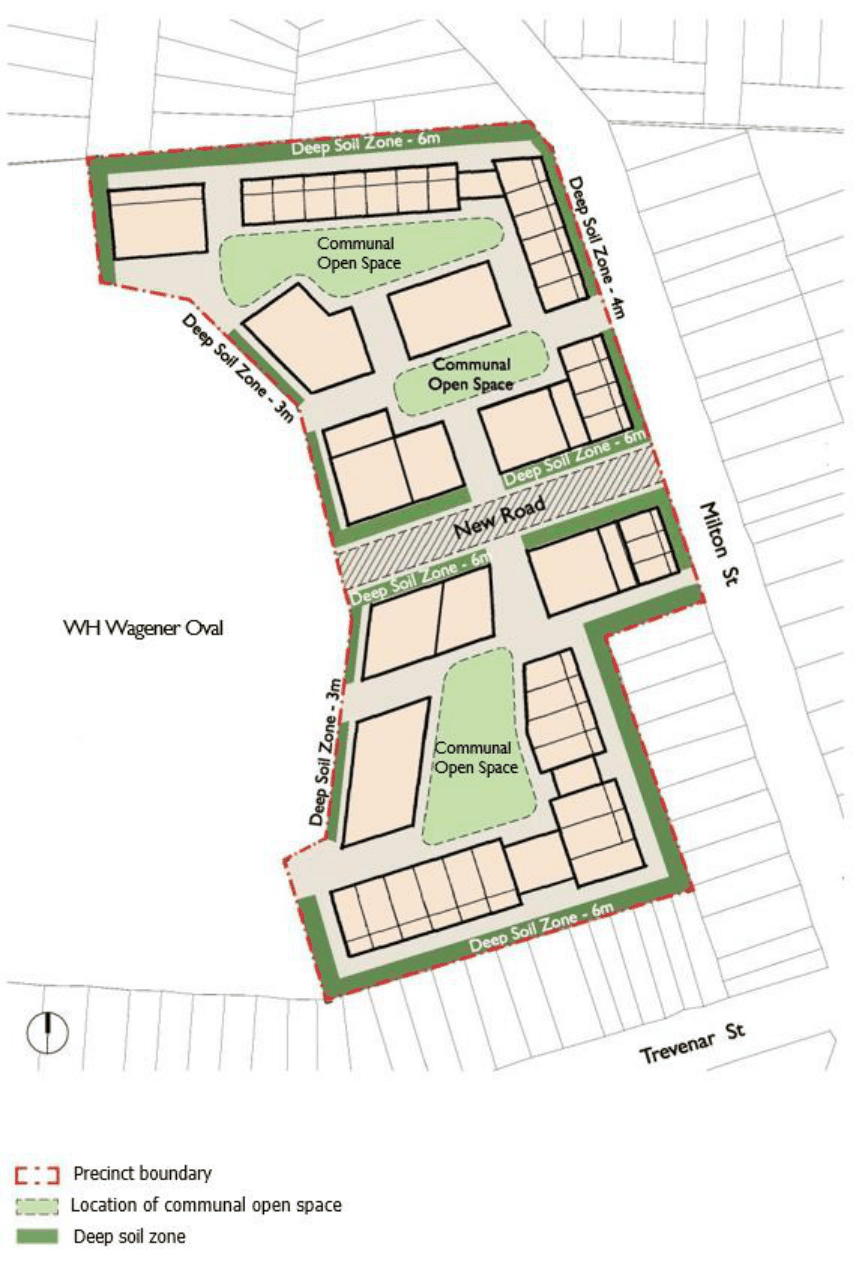 Deep Soil Zone - 6m
Deep Soil Zone - 4m
Communal
Open Space
Deep Soil Zone - 3m
Communal
Open Space
Deep Soil Zone - 6m
New Road
Milton St
Deep Soil Zone - 6m
WH Wagener Oval
Deep Soil Zone - 3m
Communal
Open Space
Deep Soil Zone - 6m
Trevenar St
Precinct boundary
Location of communal open space
Deep soil zone